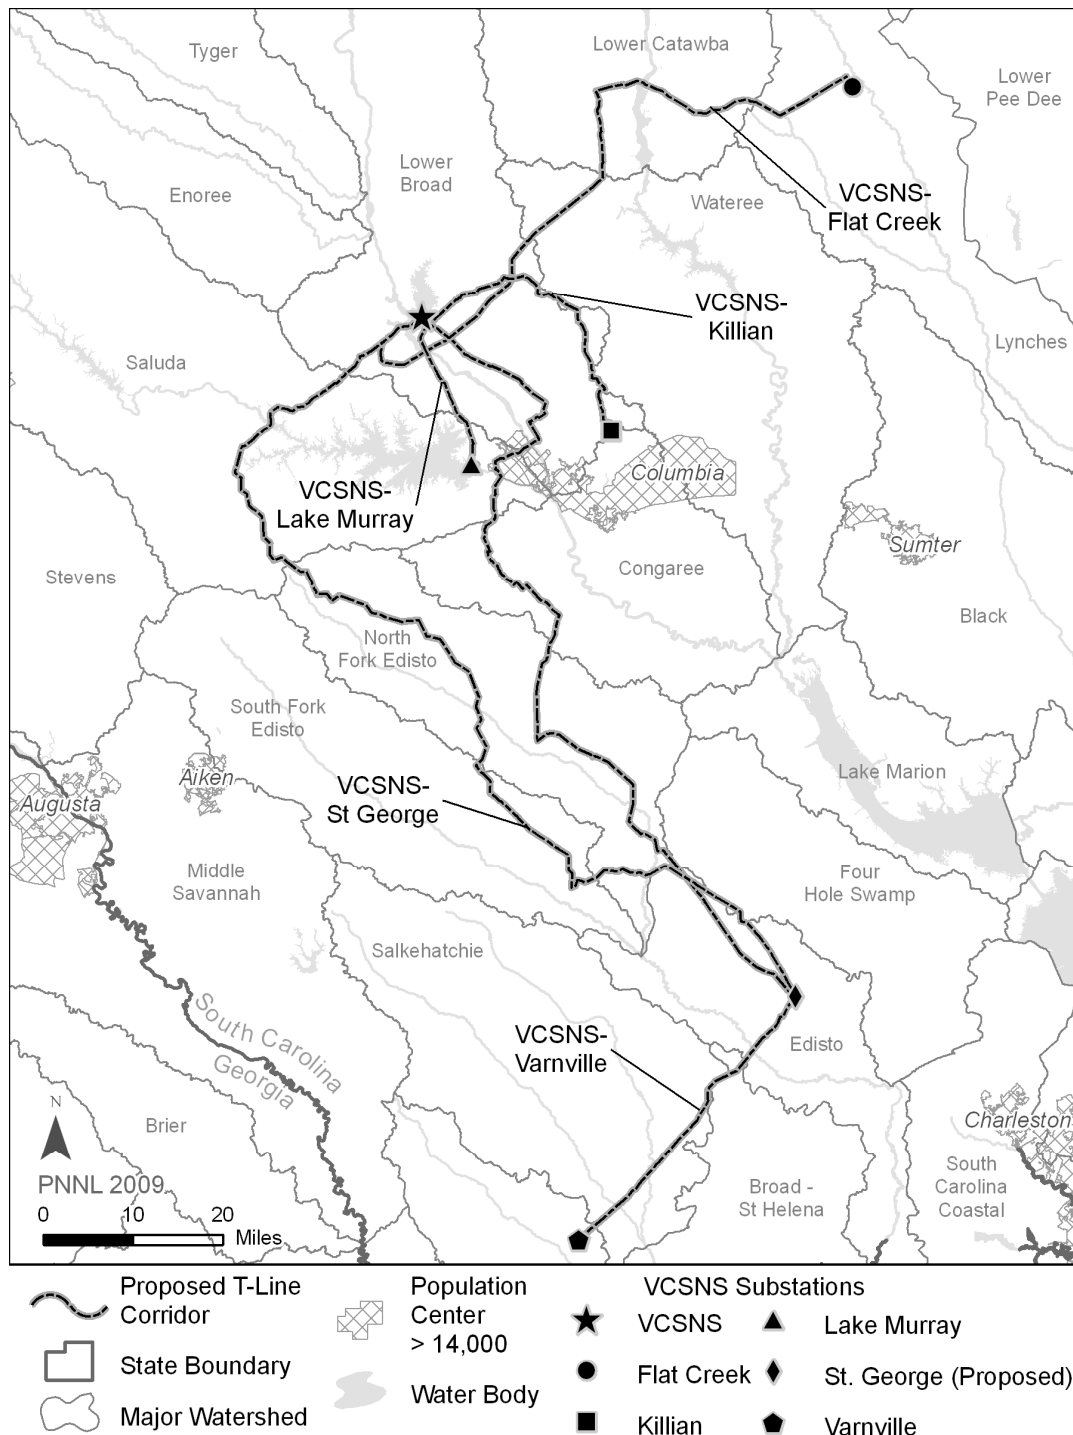 Tyger
Lower Catawba
Lower
Pee Dee
Lower
Broad
Enoree
Wateree
VCSNS-
Flat Creek
VCSNS-
Killian
Lynches
Saluda
Columbia
VCSNS-
Lake Murray
Sumter
Stevens
Congaree
Black
North
Fork Edisto
South Fork
Edisto
Aiken
Augusta
VCSNS-
St George
Lake Marion
Middle
Savannah
Four
Hole Swamp
Salkehatchie
South Carolina
Georgia
VCSNS-
Varnville
Edisto
N
Brier
Charleston
PNNL 2009
Broad -
St Helena
South
Carolina
Coastal
0 10 20
Miles
Proposed T-Line
Corridor
State Boundary
Major Watershed
Population
Center
> 14,000
Water Body
VCSNS Substations
VCSNS
Lake Murray
Flat Creek
St. George (Proposed)
Killian
Varnville